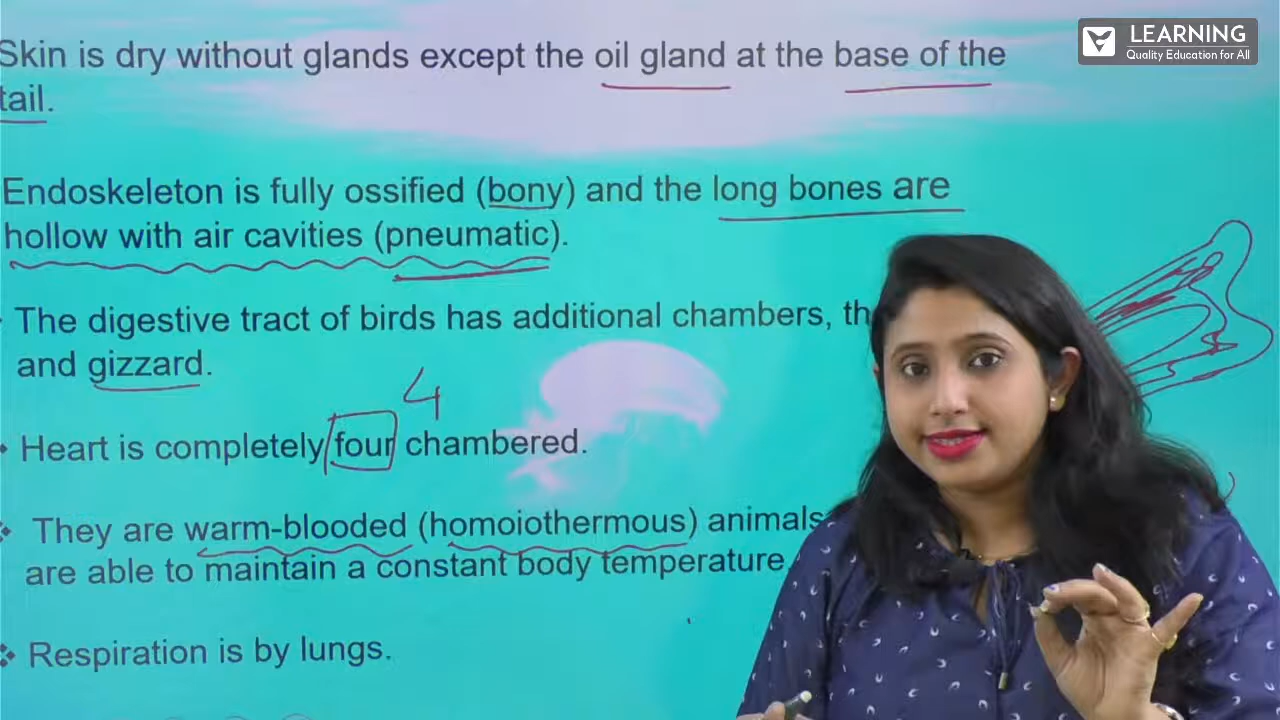 LEARNING
Quality Education for All
Skin is dry without glands except the oil gland at the base of the
tail.
Endoskeleton is fully ossified (bony) and the long bones are
hollow with air cavities (pneumatic).
The digestive tract of birds has additional chambers,
and gizzard.
4
Heart is completely four chambered.
They are warm-blooded (homoiothermous) animals
are able to maintain a constant body temperature
Respiration is by lungs.